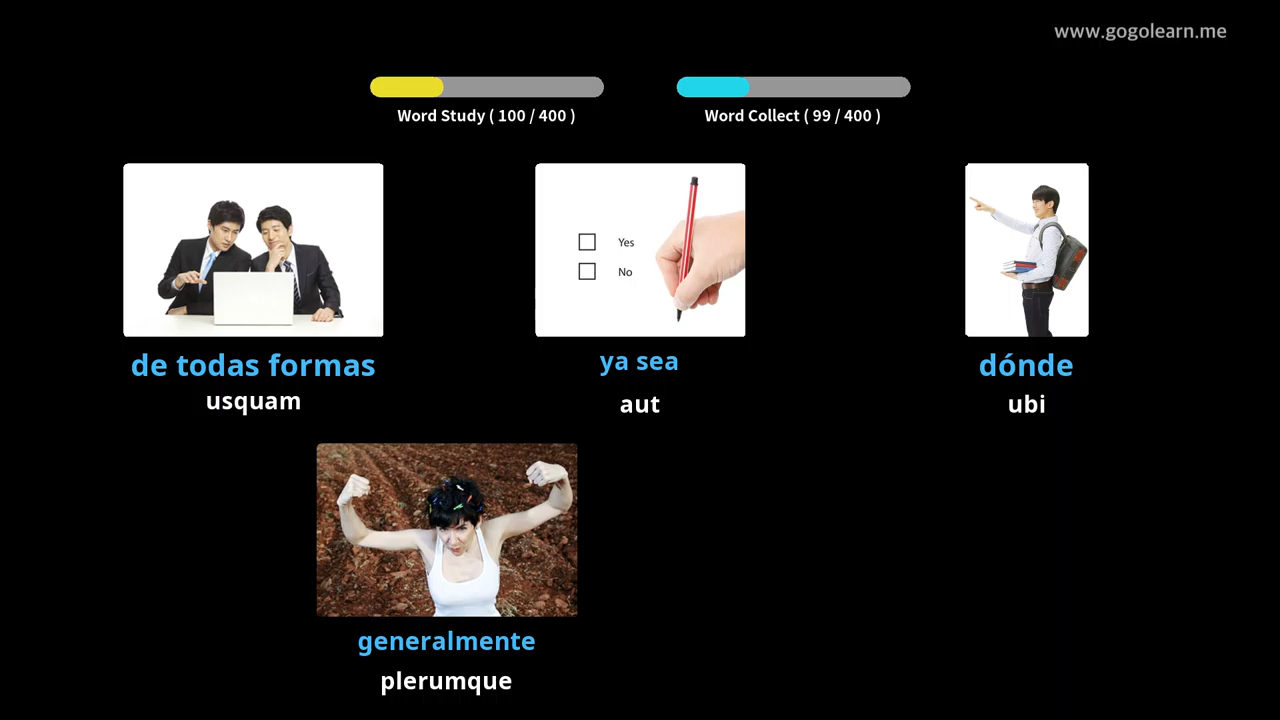 www.gogolearn.me
Word Study ( 100 / 400 )
Word Collect ( 99 / 400 )
Yes
No
de todas formas
usquam
ya sea
aut
dónde
ubi
generalmente
plerumque